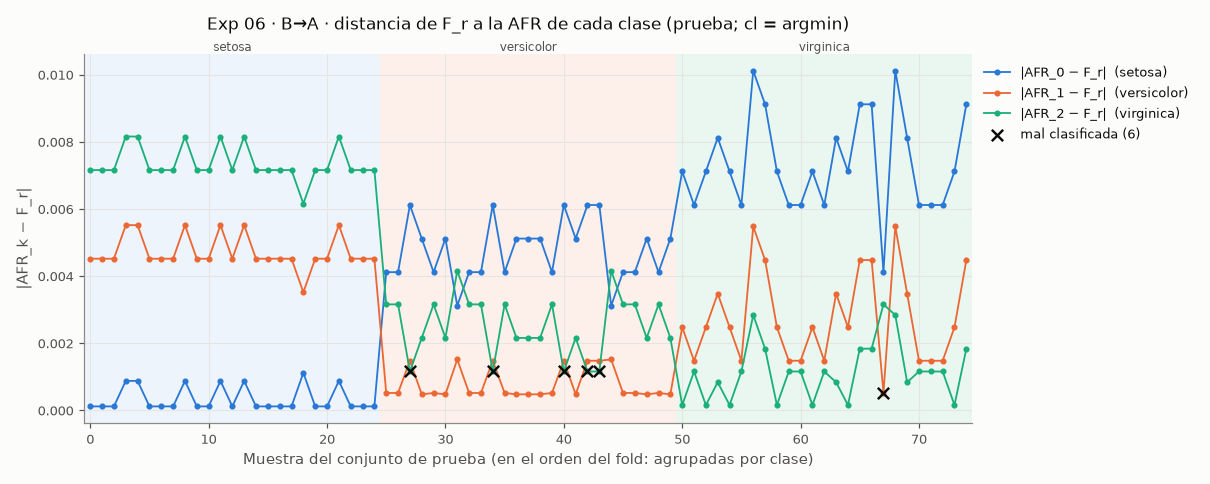 Exp 06 · B→A · distancia de F_r a la AFR de cada clase (prueba; cl = argmin)
setosa
versicolor
virginica
|AFR_0 − F_r| (setosa)
|AFR_1 − F_r| (versicolor)
|AFR_2 − F_r| (virginica)
mal clasificada (6)
|AFR_k − F_r|
0.010
0.008
0.006
0.004
0.002
0.000
0 10 20 30 40 50 60 70
Muestra del conjunto de prueba (en el orden del fold: agrupadas por clase)